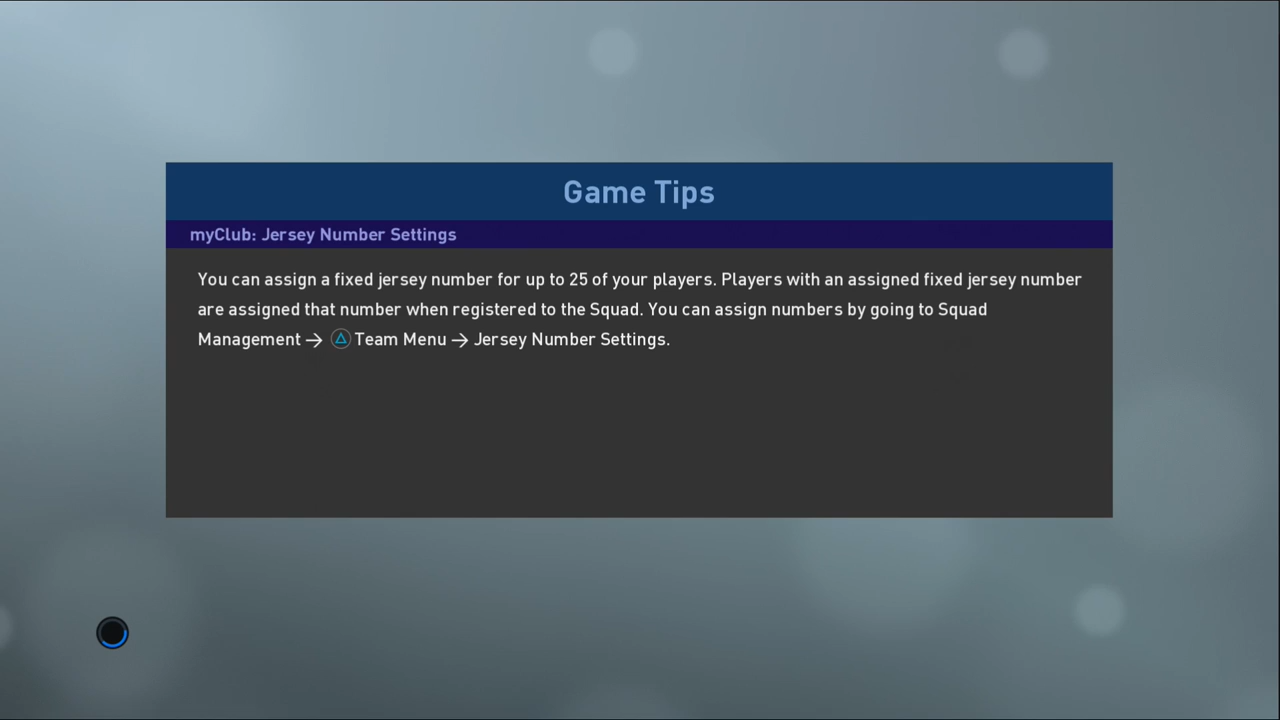 Game Tips
myClub: Jersey Number Settings
You can assign a fixed jersey number for up to 25 of your players. Players with an assigned fixed jersey number
are assigned that number when registered to the Squad. You can assign numbers by going to Squad
Management → △ Team Menu → Jersey Number Settings.